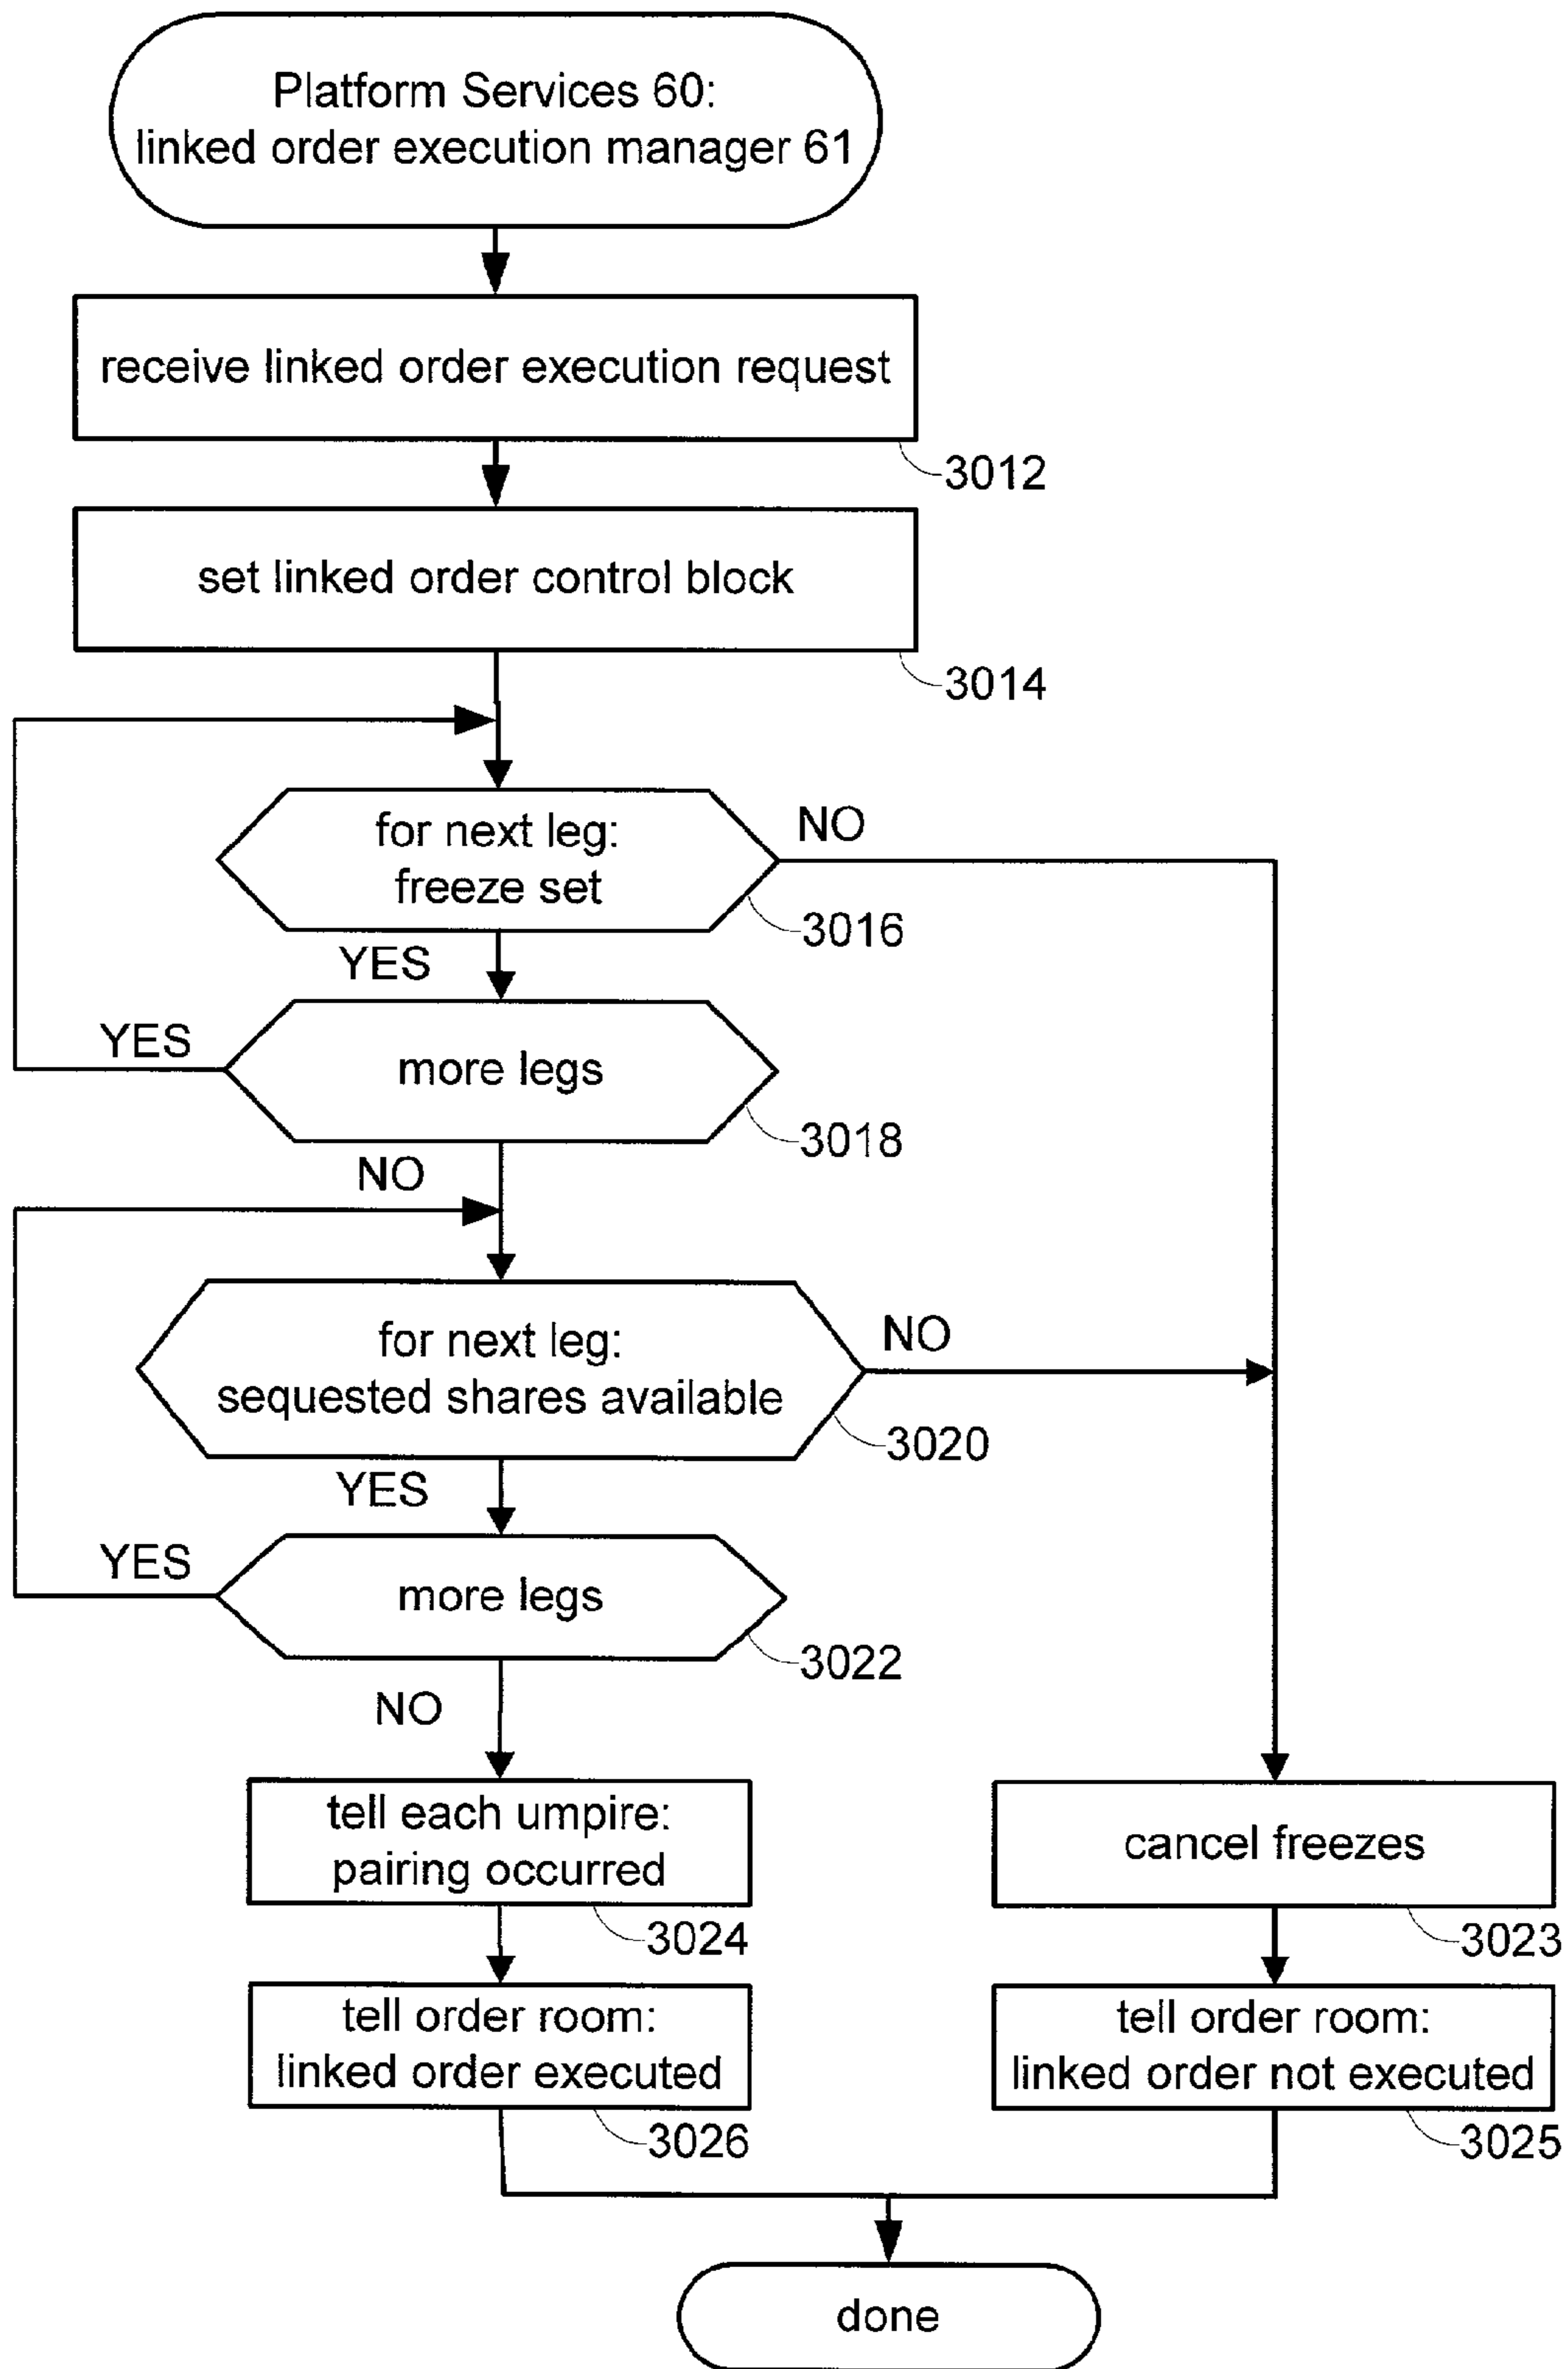 Platform Services 60:
linked order execution manager 61
receive linked order execution request
3012
set linked order control block
3014
for next leg:
freeze set
NO
3016
YES
more legs
YES
3018
NO
for next leg:
sequested shares available
NO
3020
YES
more legs
YES
3022
NO
tell each umpire:
pairing occurred
3024
cancel freezes
3023
tell order room:
linked order executed
3026
tell order room:
linked order not executed
3025
done